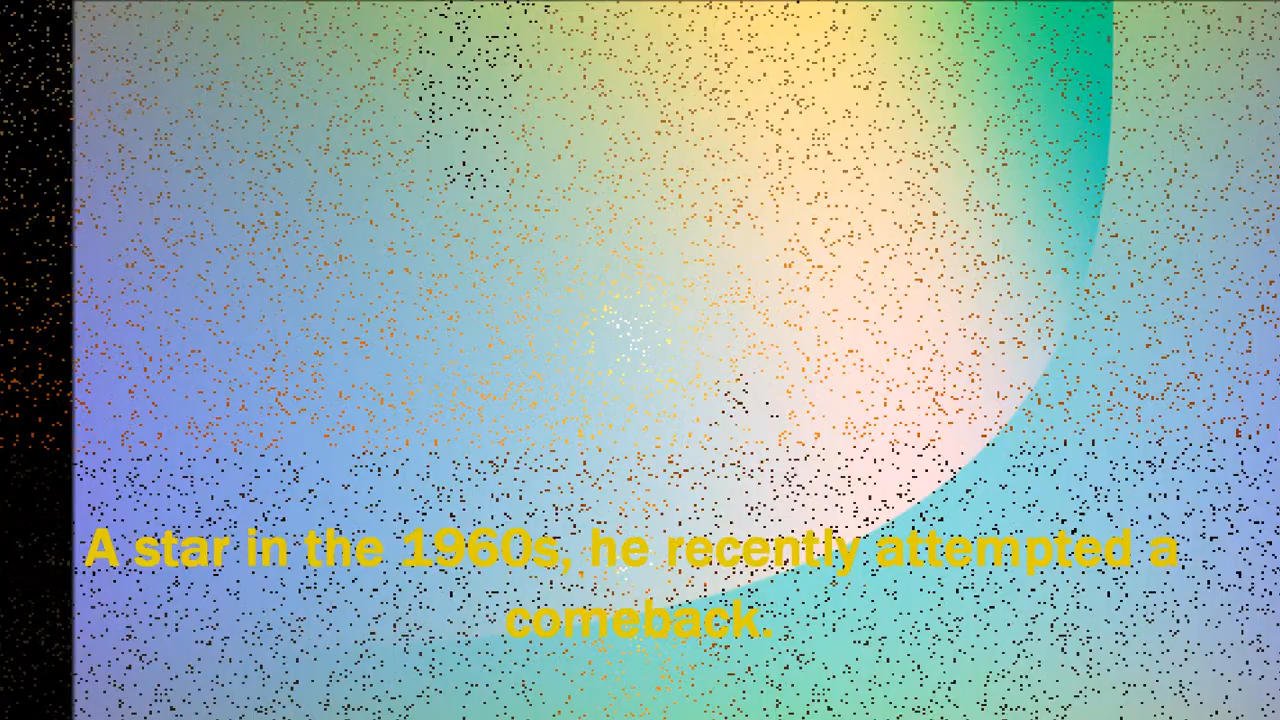 A star in the 1960s, he recently attempted a
comeback.